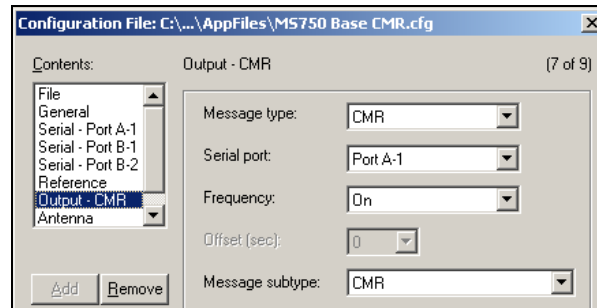 Configuration File: C:\...\AppFiles\MS750 Base CMR.cfg
Contents:
Output - CMR
(7 of 9)
File
General
Serial - Port A-1
Serial - Port B-1
Serial - Port B-2
Reference
Output - CMR
Antenna
Add
Remove
Message type:
CMR
Serial port:
Port A-1
Frequency:
On
Offset (sec):
0
Message subtype:
CMR